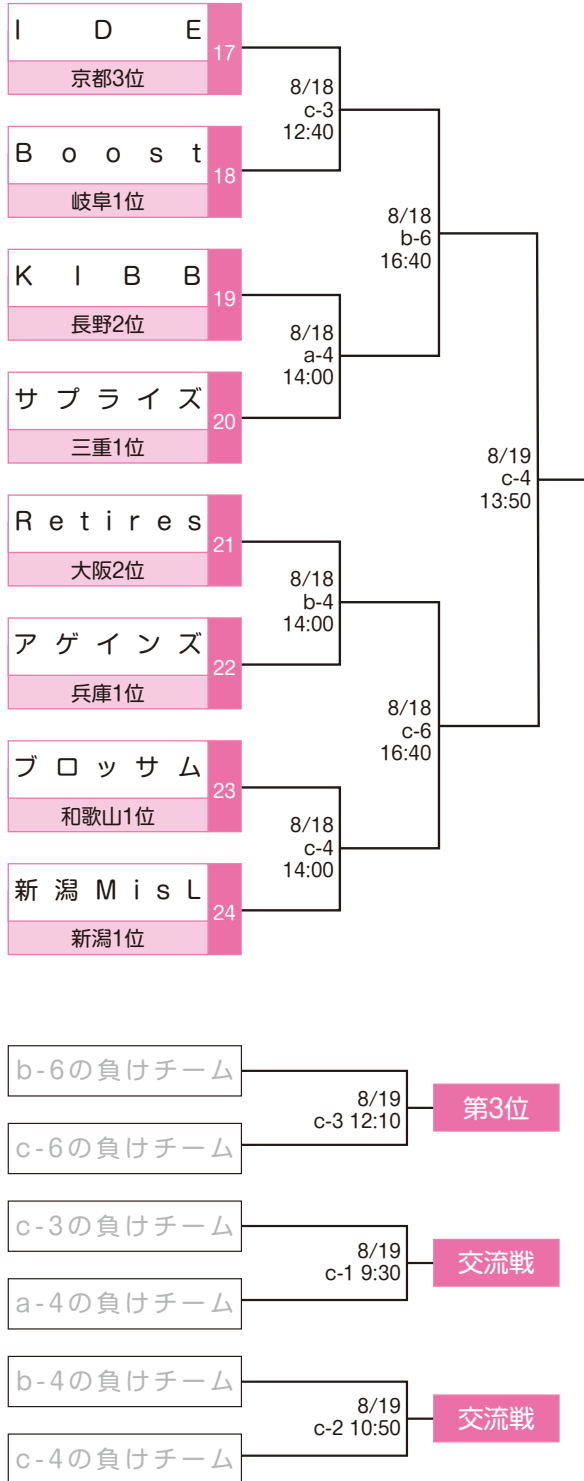 IDE
17
京都3位
8/18
c-3
12:40
Boost
18
岐阜1位
8/18
b-6
16:40
KIBB
19
長野2位
8/18
a-4
14:00
サプライズ
20
三重1位
8/19
c-4
13:50
Retires
21
大阪2位
8/18
b-4
14:00
アゲインズ
22
兵庫1位
8/18
c-6
16:40
ブロッサム
23
和歌山1位
8/18
c-4
14:00
新潟MisL
24
新潟1位
b-6の負けチーム
8/19
c-3 12:10
第3位
c-6の負けチーム
c-3の負けチーム
8/19
c-1 9:30
交流戦
a-4の負けチーム
b-4の負けチーム
8/19
c-2 10:50
交流戦
c-4の負けチーム